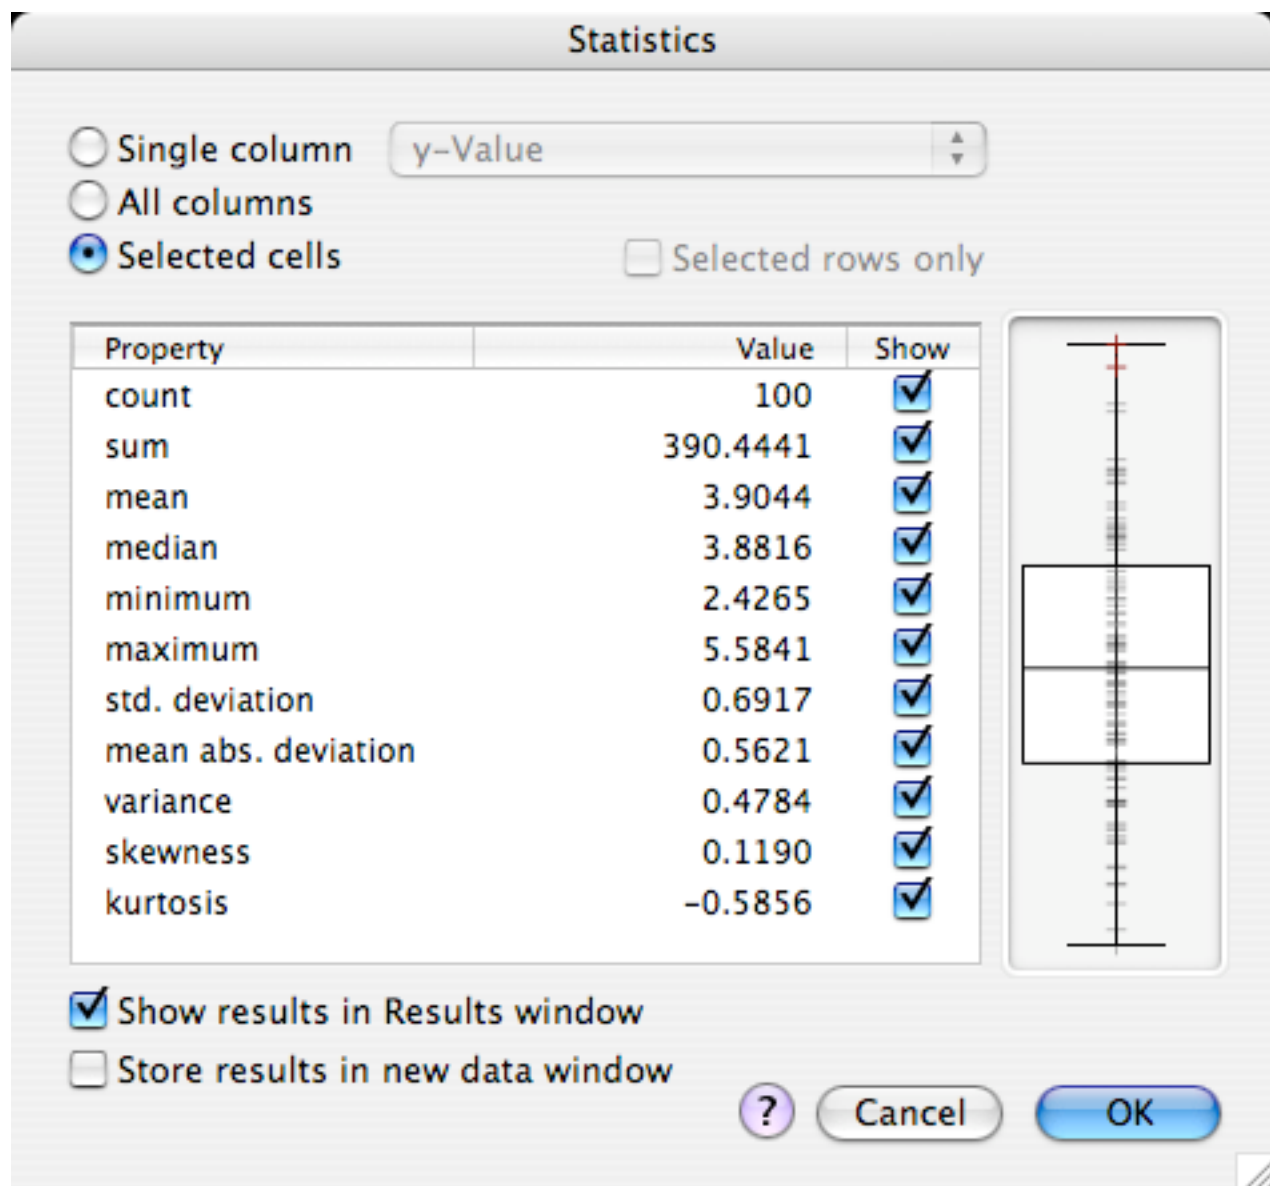 Statistics
Single column y-Value
All columns
Selected cells Selected rows only
Property Value Show
count 100
sum 390.4441
mean 3.9044
median 3.8816
minimum 2.4265
maximum 5.5841
std. deviation 0.6917
mean abs. deviation 0.5621
variance 0.4784
skewness 0.1190
kurtosis -0.5856
Show results in Results window
Store results in new data window
? Cancel OK